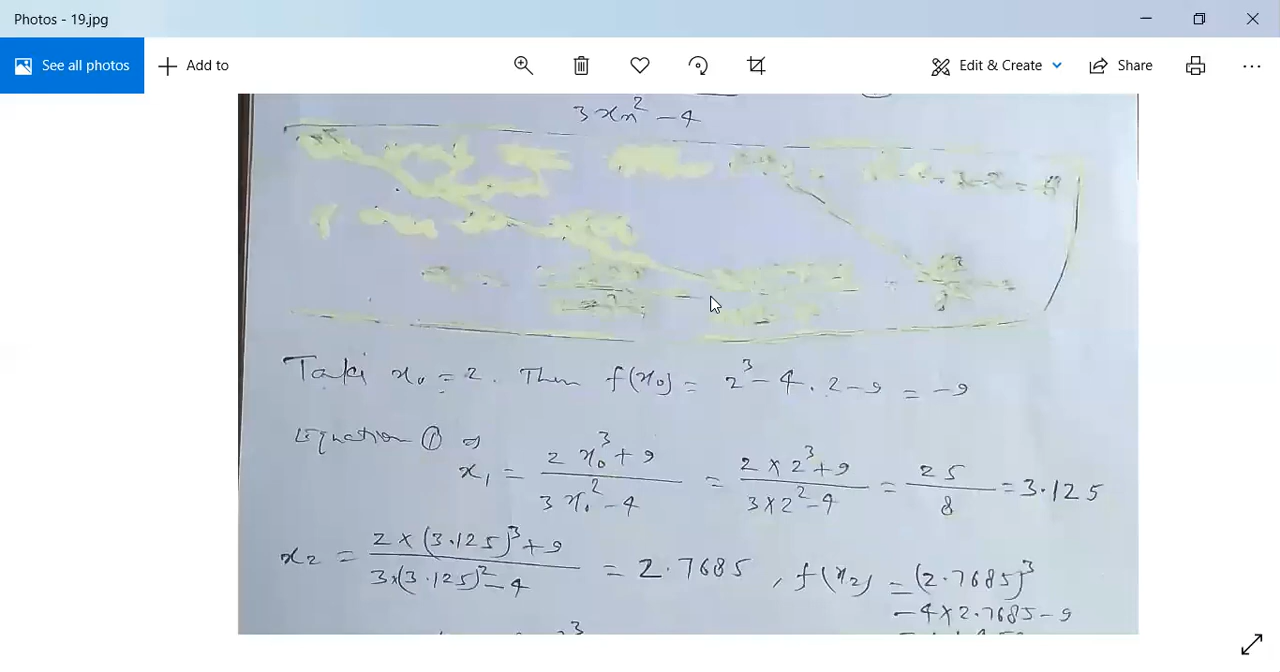 Photos - 19.jpg
See all photos
Add to
Edit & Create
Share
3xn² - 4
Take x₀ = 2. Then f(x₀) = 2³ - 4.2 - 9 = -9
Equation ① ⇒
x₁ = (2x₀³ + 9)/(3x₀² - 4) = (2×2³+9)/(3×2²-4) = 25/8 = 3.125
x₂ = (2×(3.125)³+9)/(3×(3.125)²-4) = 2.7685, f(x₂) = (2.7685)³
-4×2.7685-9